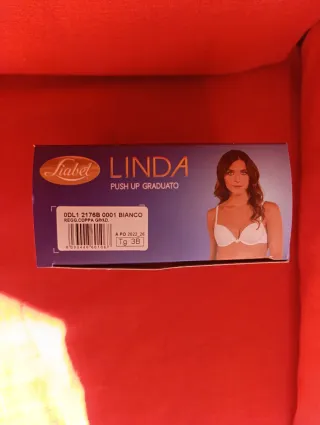 Liabel
LINDA
PUSH UP GRADUATO
0DL1 2176B 0001 BIANCO
REGG.COPPA GRAD.
Tg 3B